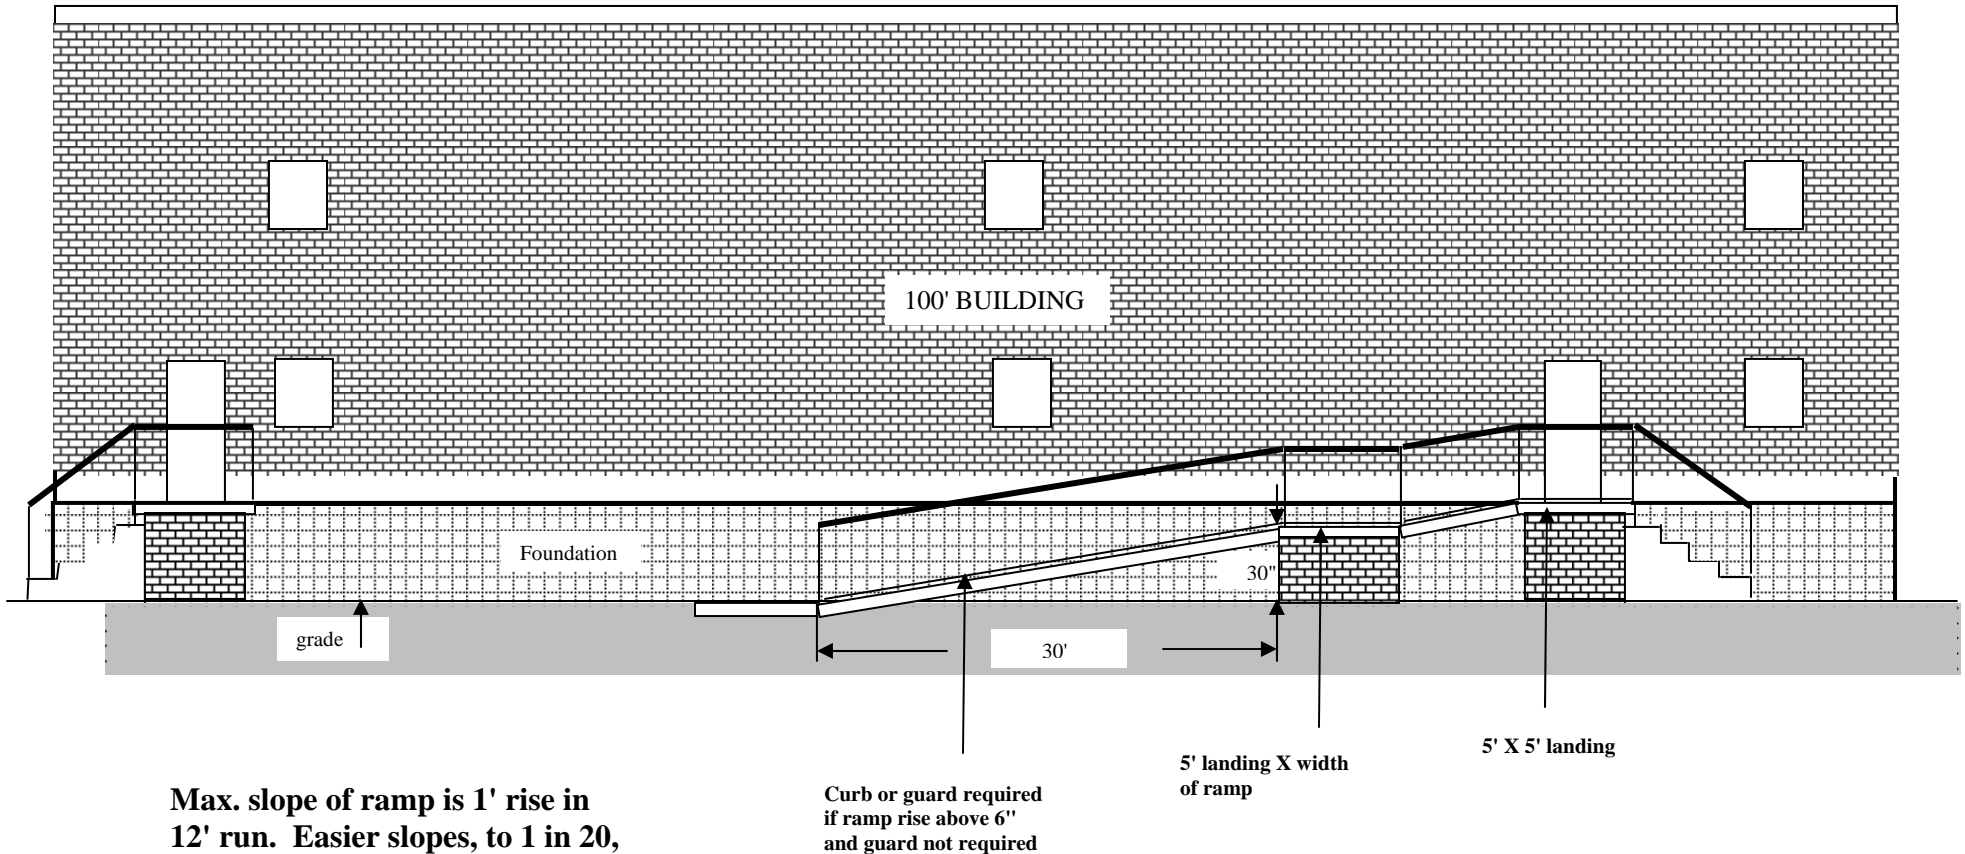 100' BUILDING
Foundation
30"
grade
30'
5' X 5' landing
5' landing X width
of ramp
Curb or guard required
if ramp rise above 6"
and guard not required
Max. slope of ramp is 1' rise in
12' run. Easier slopes, to 1 in 20,